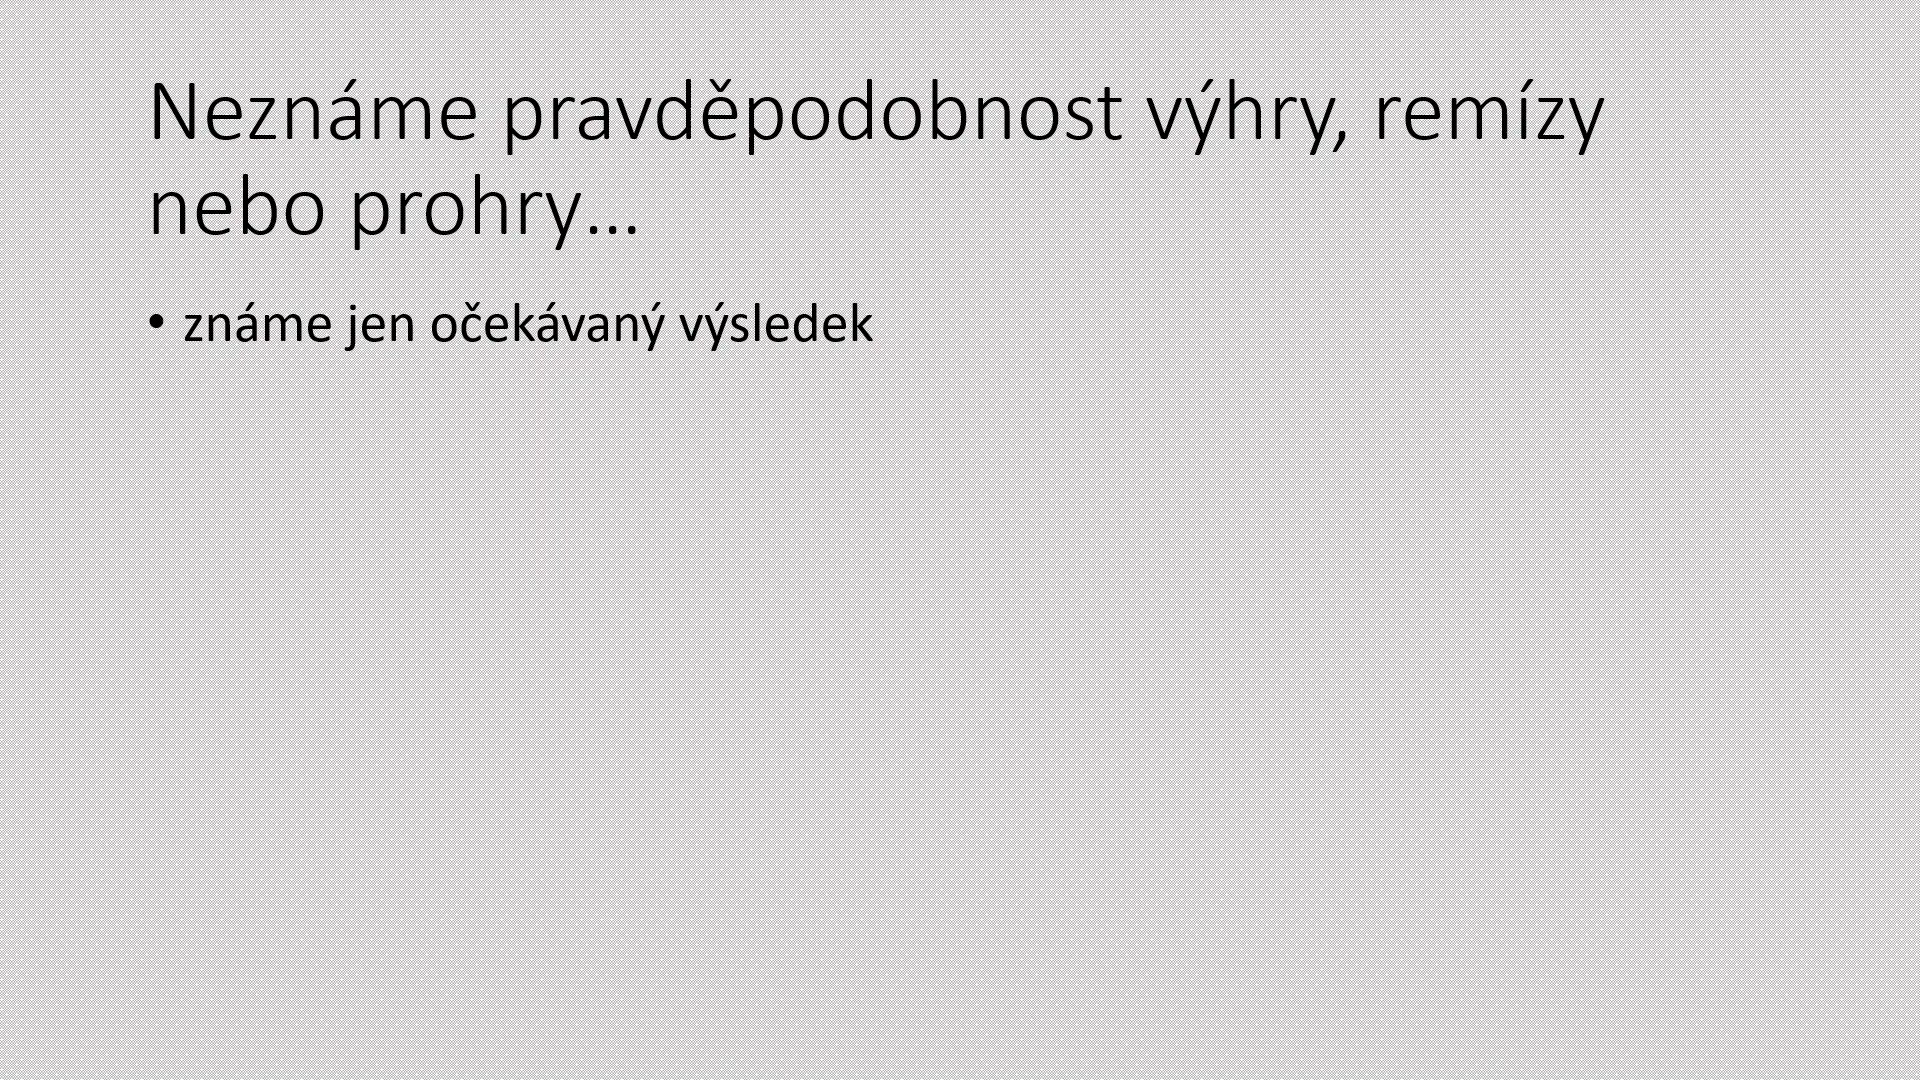 Neznáme pravděpodobnost výhry, remízy
nebo prohry…
• známe jen očekávaný výsledek